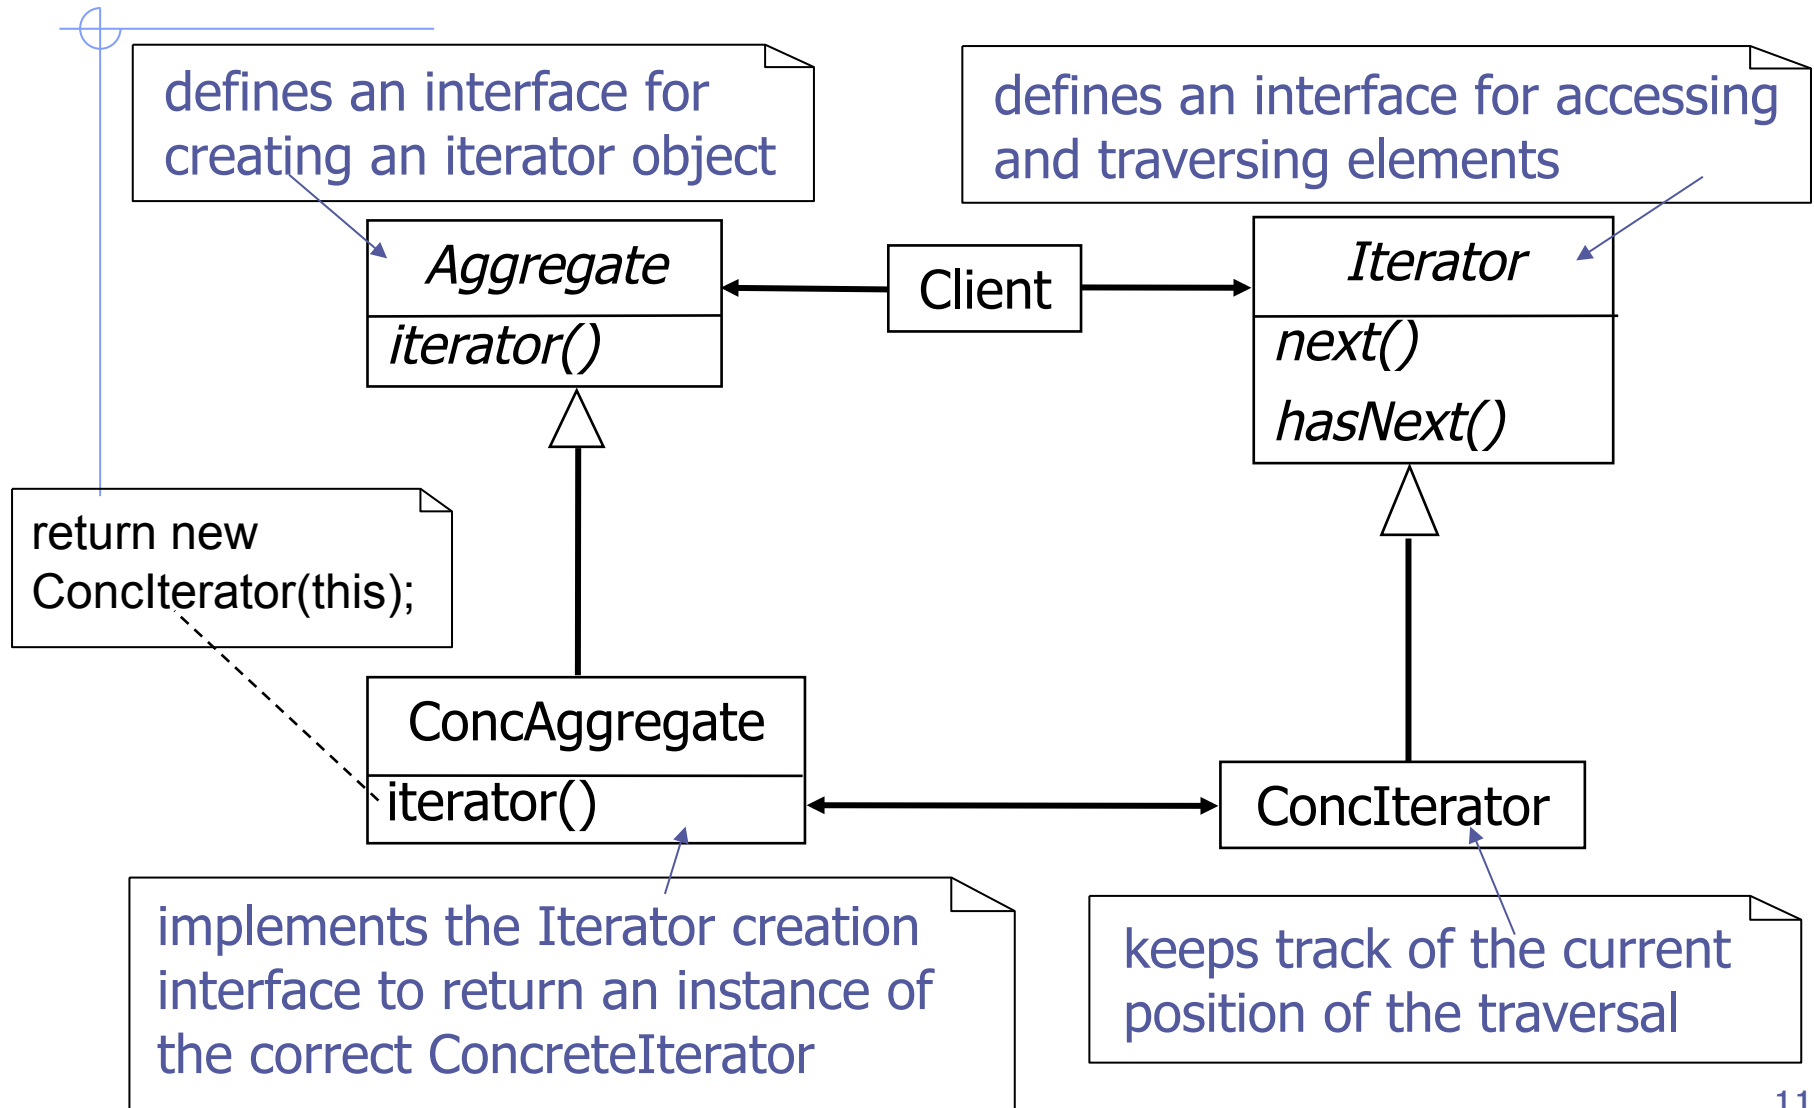 defines an interface for
creating an iterator object
defines an interface for accessing
and traversing elements
Aggregate
iterator()
Client
Iterator
next()
hasNext()
return new
ConcIterator(this);
ConcAggregate
iterator()
ConcIterator
implements the Iterator creation
interface to return an instance of
the correct ConcreteIterator
keeps track of the current
position of the traversal
11